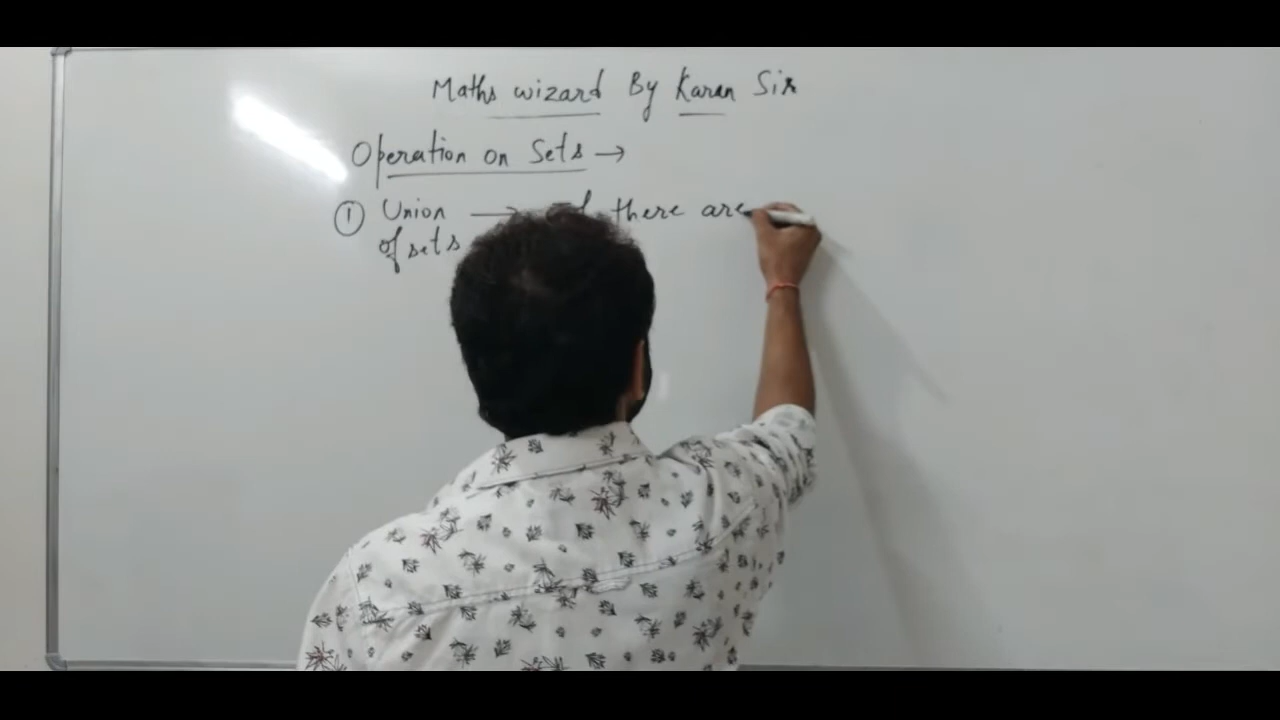 Maths wizard By Karan Sir
Operation on Sets →
① Union → there are
of sets